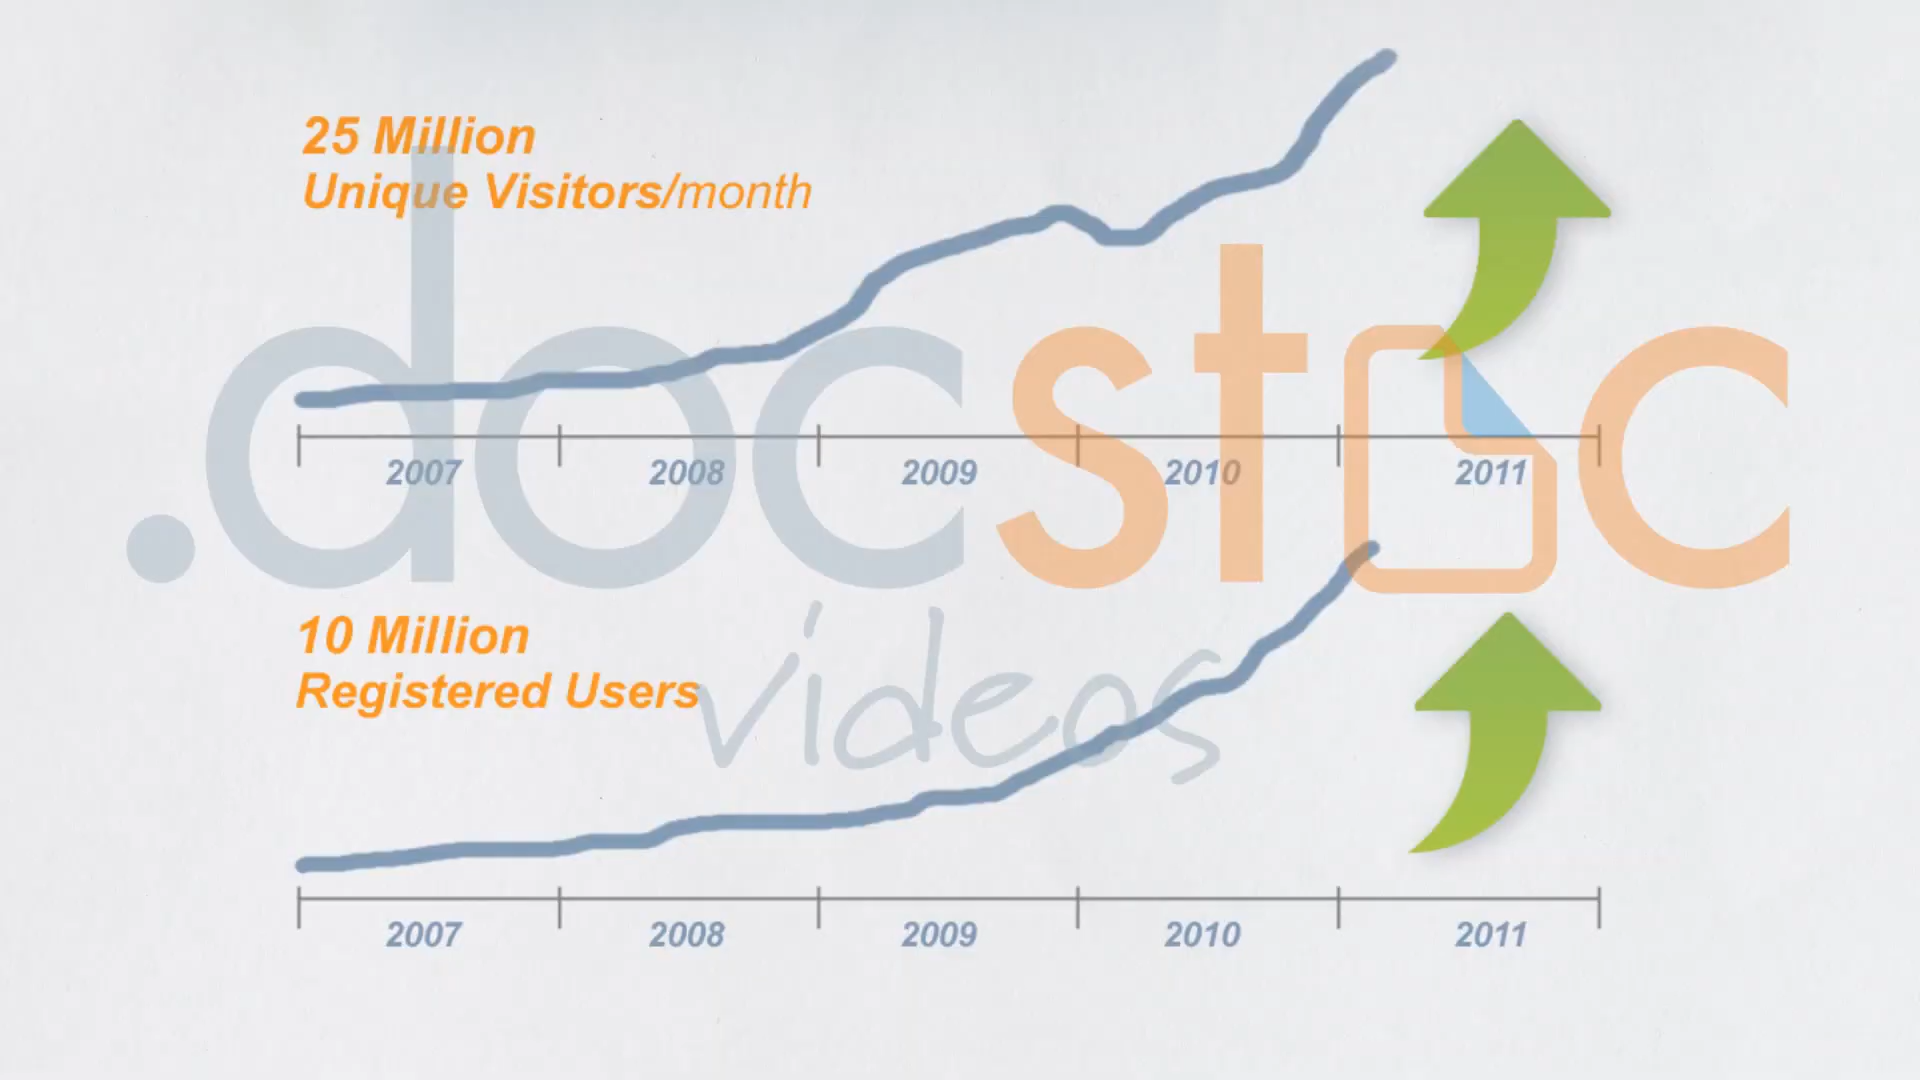 25 Million
Unique Visitors/month
2007 2008 2009 2010 2011
.docstoc
videos
10 Million
Registered Users
2007 2008 2009 2010 2011